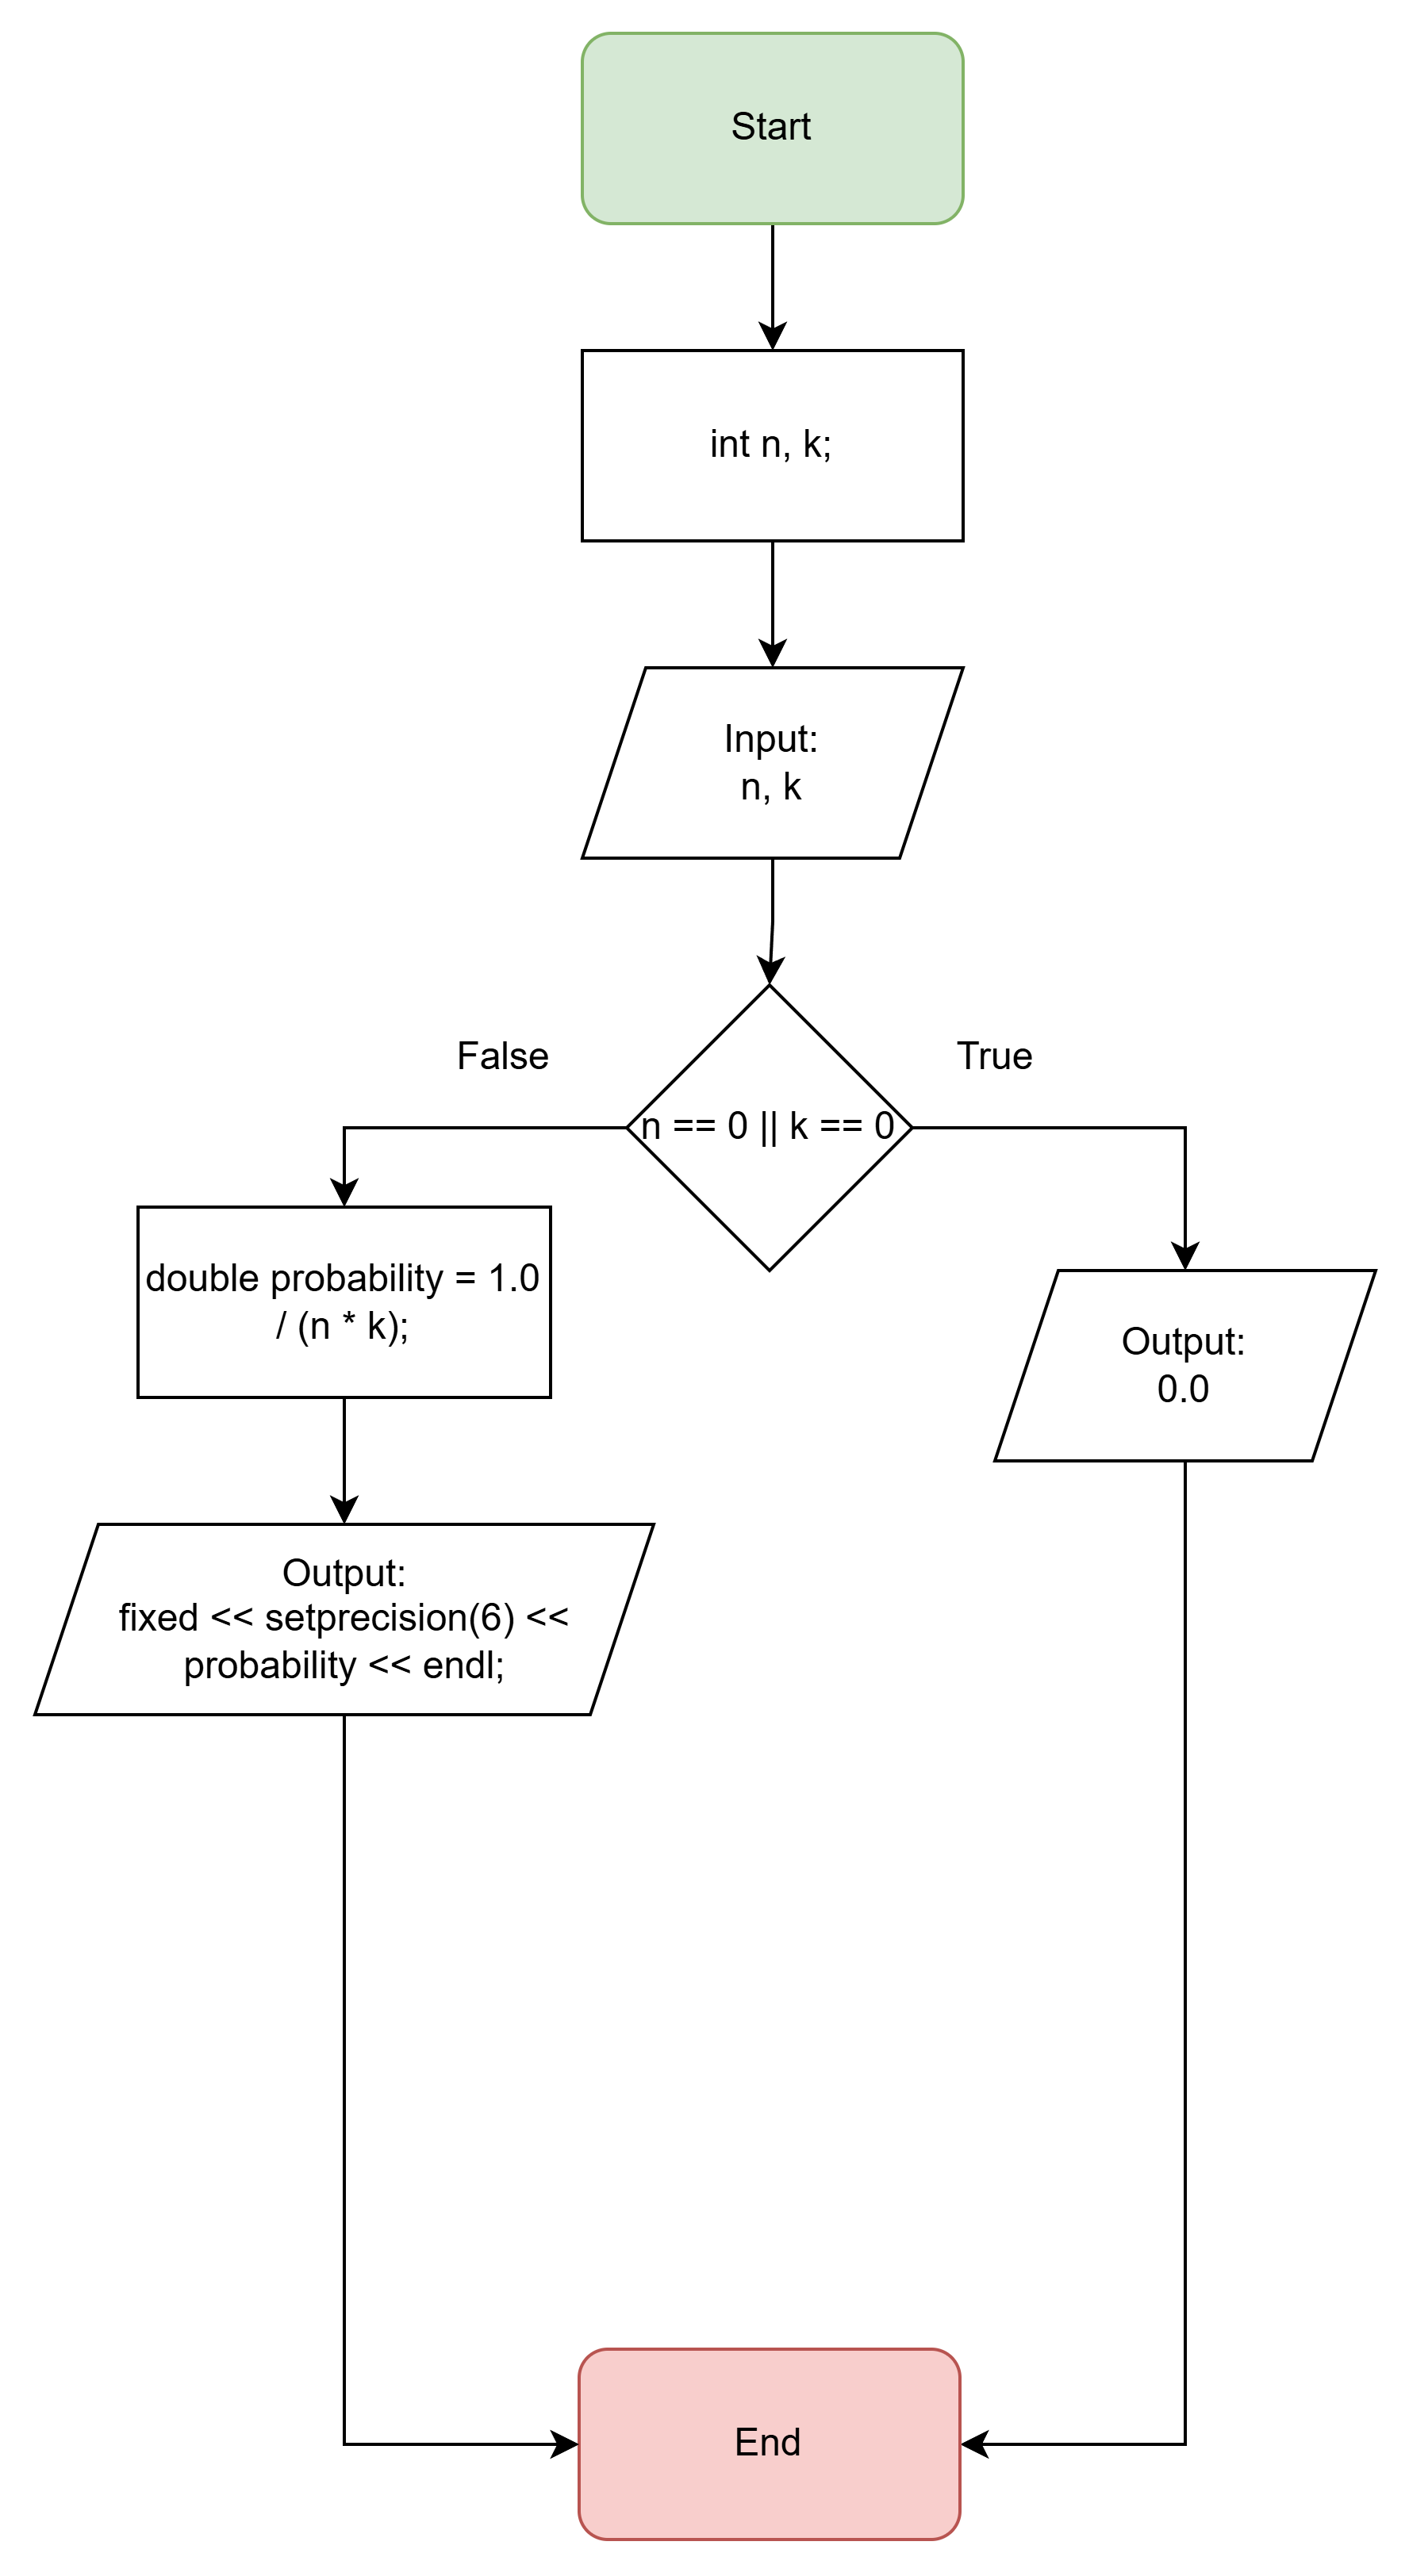 Start
int n, k;
Input:
n, k
False
True
n == 0 || k == 0
double probability = 1.0
/ (n * k);
Output:
0.0
Output:
fixed << setprecision(6) <<
probability << endl;
End